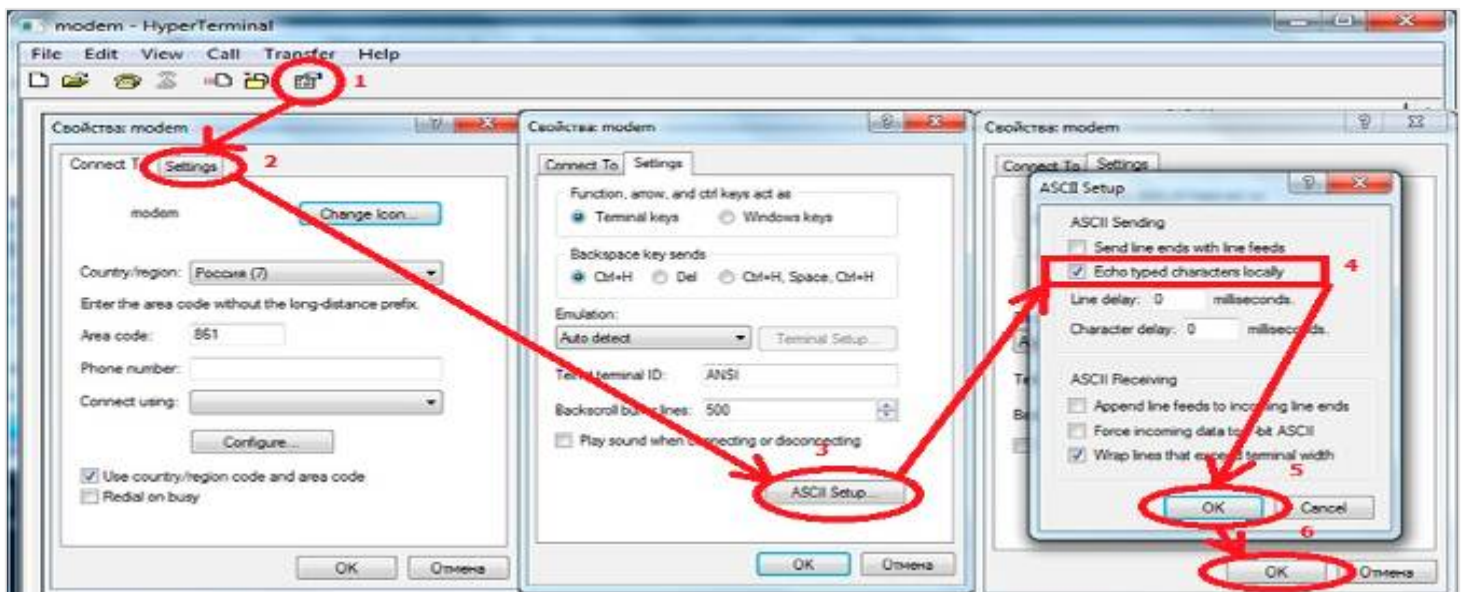 modem - HyperTerminal
File Edit View Call Transfer Help
1
Свойства: modem
Connect T
Settings
2
modem
Change Icon...
Country/region: Россия (7)
Enter the area code without the long-distance prefix.
Area code: 861
Phone number:
Connect using:
Configure...
Use country/region code and area code
Redial on busy
OK Отмена
Свойства: modem
Connect To Settings
Function, arrow, and ctrl keys act as
Terminal keys Windows keys
Backspace key sends
Ctrl+H Del Ctrl+H, Space, Ctrl+H
Emulation:
Auto detect Terminal Setup...
terminal ID: ANSI
Backscroll lines: 500
Play sound when connecting or disconnecting
3
ASCII Setup...
OK Отмена
Свойства: modem
Connect To Settings
ASCII Setup
ASCII Sending
Send line ends with line feeds
Echo typed characters locally
4
Line delay: 0 milliseconds.
Character delay: 0 milliseconds.
ASCII Receiving
Append line feeds to incoming line ends
Force incoming data to -bit ASCII
Wrap lines that exceed terminal width
5
OK Cancel
6
OK Отмена